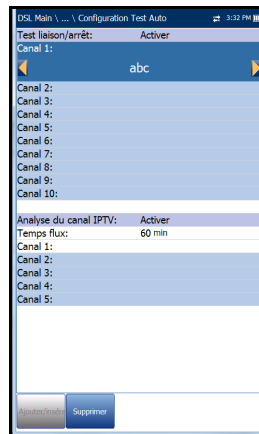 DSL Main \ ... \ Configuration Test Auto 3:32 PM
Test liaison/arrêt: Activer
Canal 1:
abc
Canal 2:
Canal 3:
Canal 4:
Canal 5:
Canal 6:
Canal 7:
Canal 8:
Canal 9:
Canal 10:
Analyse du canal IPTV: Activer
Temps flux: 60 min
Canal 1:
Canal 2:
Canal 3:
Canal 4:
Canal 5:
Ajouter/insére Supprimer